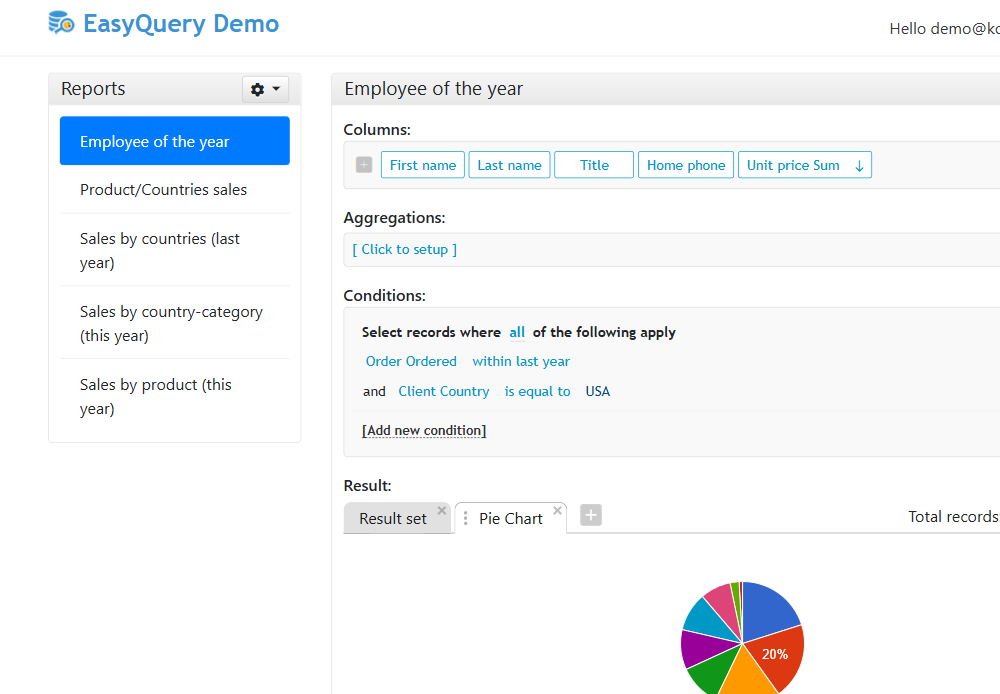 EasyQuery Demo
Hello demo@k
Reports
Employee of the year
Product/Countries sales
Sales by countries (last
year)
Sales by country-category
(this year)
Sales by product (this
year)
Employee of the year
Columns:
First name Last name Title Home phone Unit price Sum
Aggregations:
[ Click to setup ]
Conditions:
Select records where all of the following apply
Order Ordered within last year
and Client Country is equal to USA
[Add new condition]
Result:
Result set Pie Chart Total records:
20%